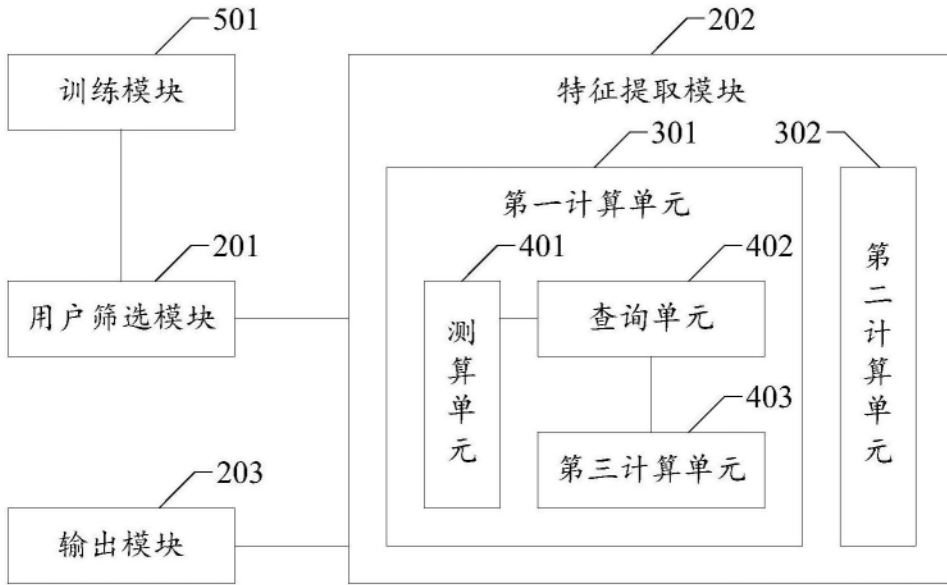 501
训练模块
202
特征提取模块
301
302
第一计算单元
201
用户筛选模块
401
测算单元
402
查询单元
403
第三计算单元
第二计算单元
203
输出模块